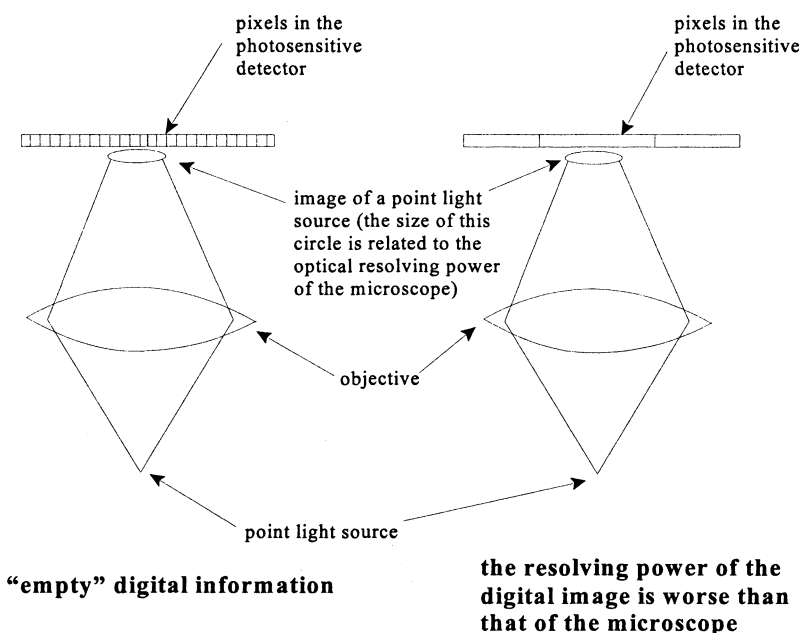 pixels in the
photosensitive
detector
pixels in the
photosensitive
detector
image of a point light
source (the size of this
circle is related to the
optical resolving power
of the microscope)
objective
point light source
“empty” digital information
the resolving power of the
digital image is worse than
that of the microscope